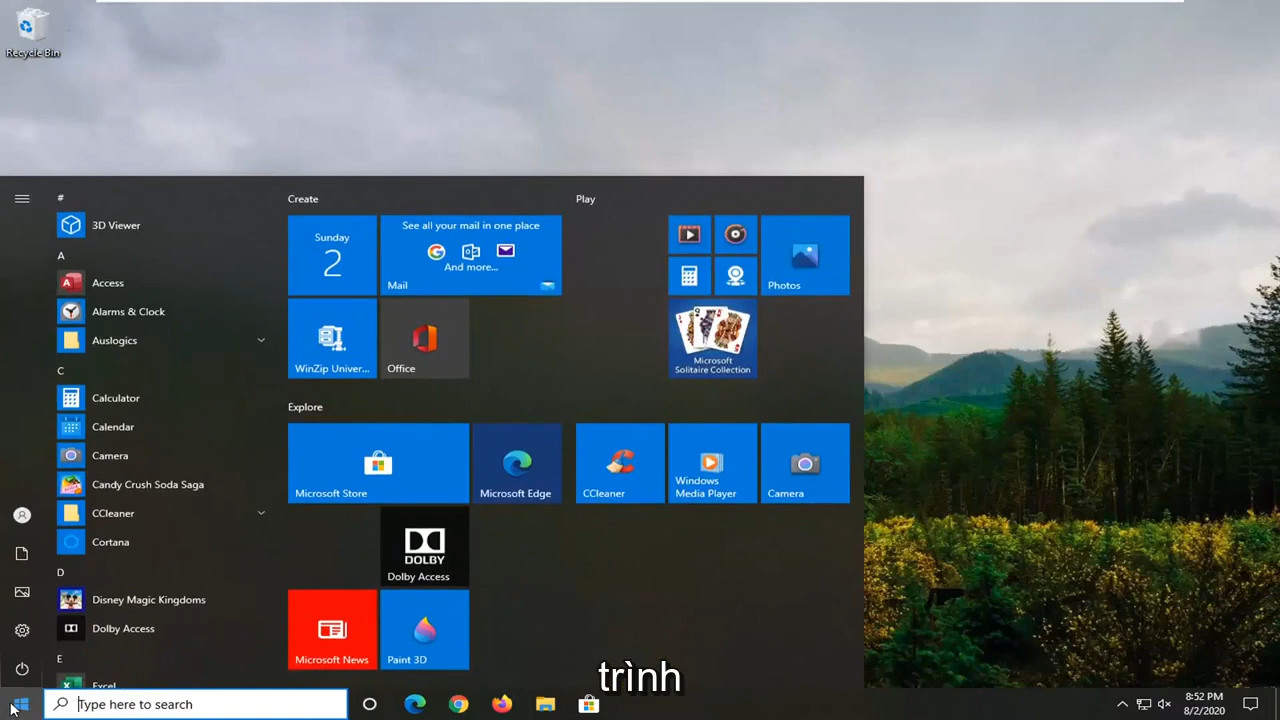 Recycle Bin
#
3D Viewer
A
Access
Alarms & Clock
Auslogics
C
Calculator
Calendar
Camera
Candy Crush Soda Saga
CCleaner
Cortana
D
Disney Magic Kingdoms
Dolby Access
E
Excel
Create
Sunday
2
See all your mail in one place
And more...
Mail
WinZip Univer...
Office
Explore
Microsoft Store
Microsoft Edge
DOLBY
Dolby Access
Microsoft News
Paint 3D
Play
Photos
Microsoft
Solitaire Collection
CCleaner
Windows
Media Player
Camera
trình
Type here to search
8:52 PM
8/2/2020